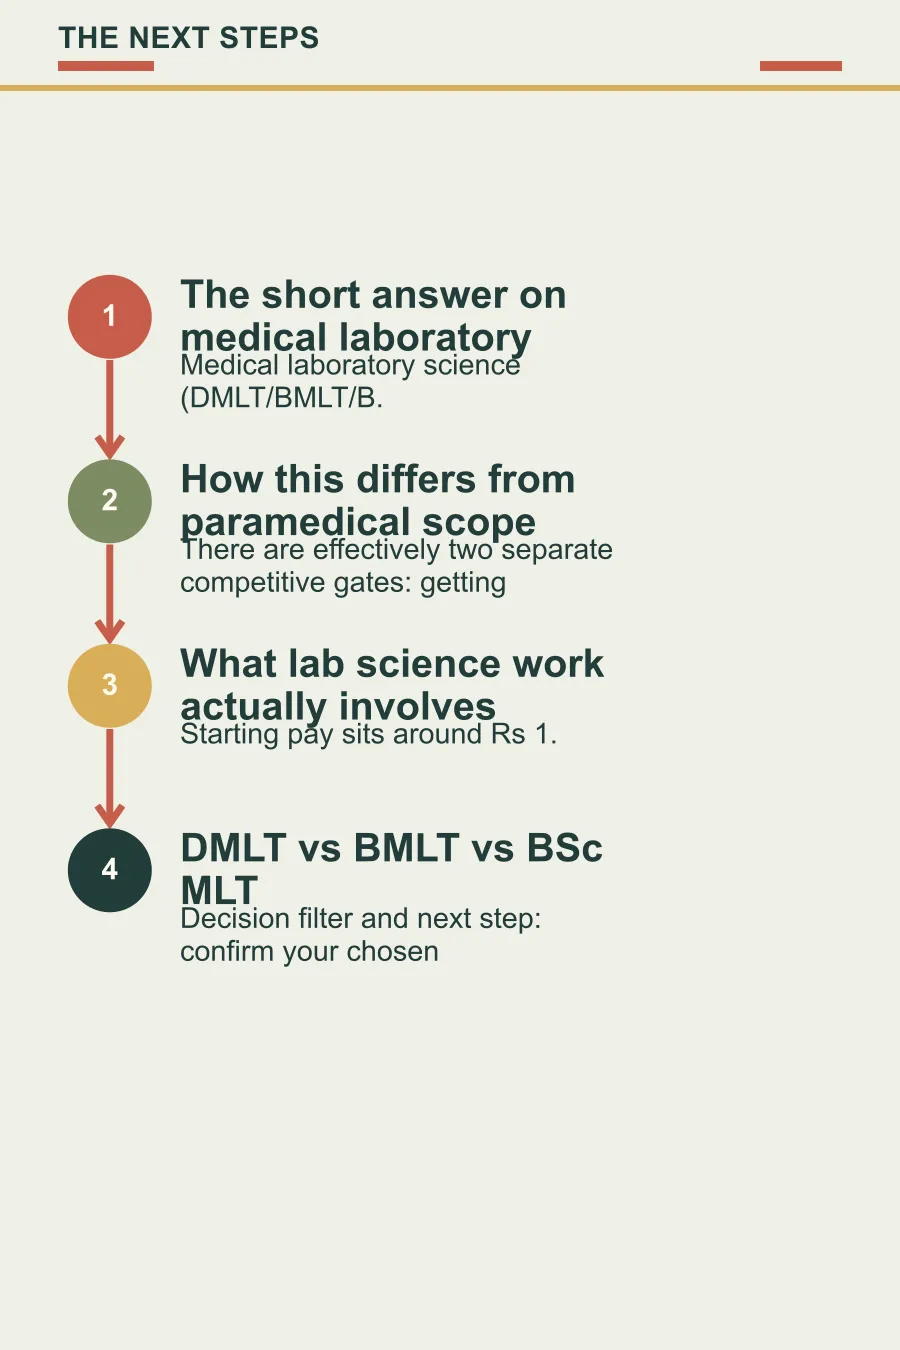 THE NEXT STEPS
1
The short answer on
medical laboratory
Medical laboratory science
(DMLT/BMLT/B.
2
How this differs from
paramedical scope
There are effectively two separate
competitive gates: getting
3
What lab science work
actually involves
Starting pay sits around Rs 1.
4
DMLT vs BMLT vs BSc
MLT
Decision filter and next step:
confirm your chosen